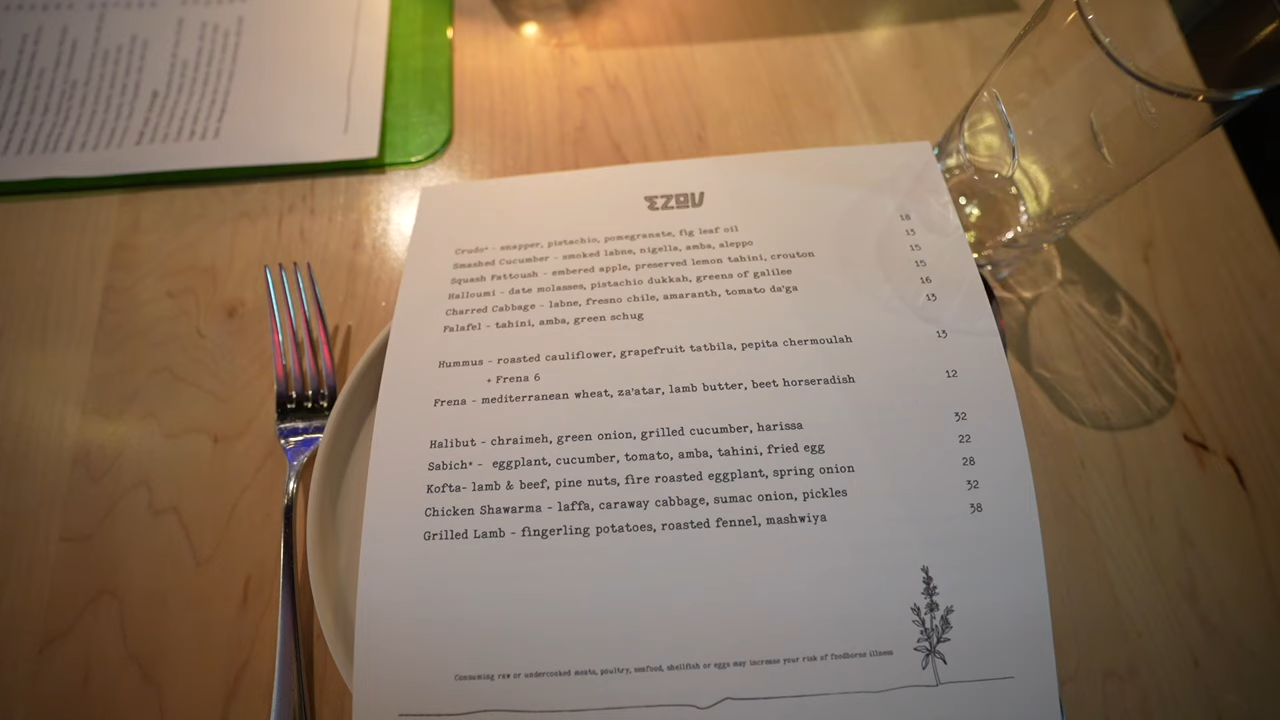 EZOV
Crudo* - snapper, pistachio, pomegranate, fig leaf oil 18
Smashed Cucumber - smoked labne, nigella, amba, aleppo 13
Squash Fattoush - embered apple, preserved lemon tahini, crouton 15
Halloumi - date molasses, pistachio dukkah, greens of galilee 15
Charred Cabbage - labne, fresno chile, amaranth, tomato da'ga 16
Falafel - tahini, amba, green schug 13
Hummus - roasted cauliflower, grapefruit tatbila, pepita chermoulah 13
+ Frena 6
Frena - mediterranean wheat, za'atar, lamb butter, beet horseradish 12
Halibut - chraimeh, green onion, grilled cucumber, harissa 32
Sabich* - eggplant, cucumber, tomato, amba, tahini, fried egg 22
Kofta- lamb & beef, pine nuts, fire roasted eggplant, spring onion 28
Chicken Shawarma - laffa, caraway cabbage, sumac onion, pickles 32
Grilled Lamb - fingerling potatoes, roasted fennel, mashwiya 38
Consuming raw or undercooked meats, poultry, seafood, shellfish or eggs may increase your risk of foodborne illness